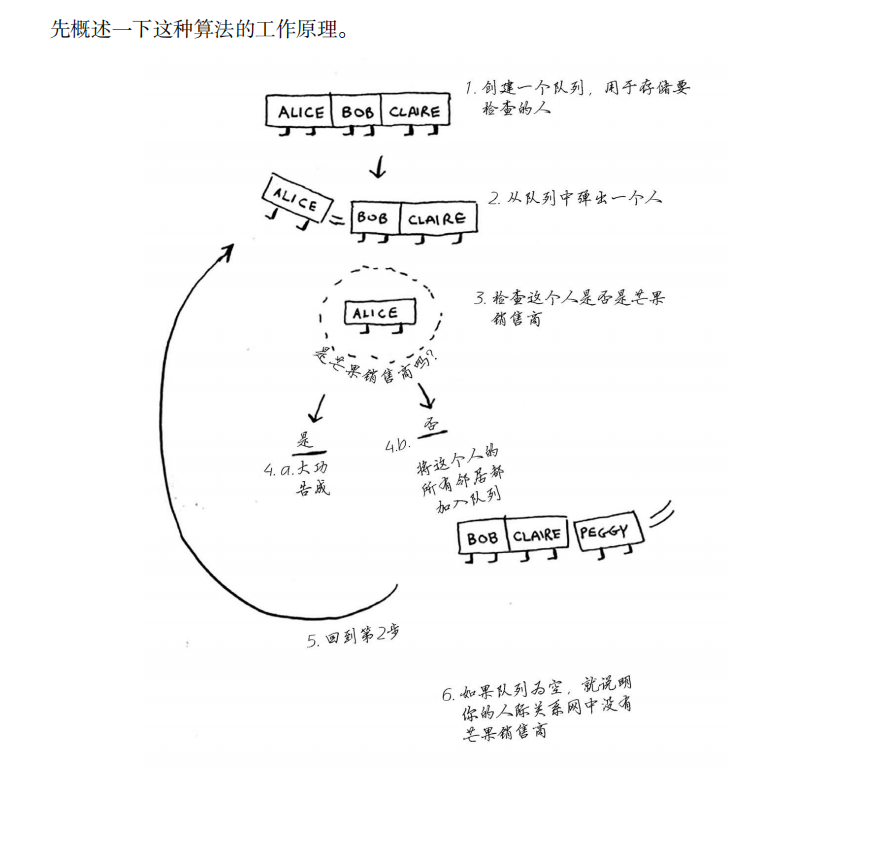 先概述一下这种算法的工作原理。
ALICE BOB CLAIRE
1. 创建一个队列，用于存储要
检查的人
ALICE
BOB CLAIRE
2. 从队列中弹出一个人
ALICE
3. 检查这个人是否是芒果
销售商
是芒果销售商吗？
是
4.a.大功
告成
4.b.
否
将这个人的
所有邻居都
加入队列
BOB CLAIRE PEGGY
5. 回到第2步
6. 如果队列为空，就说明
你的人际关系网中没有
芒果销售商